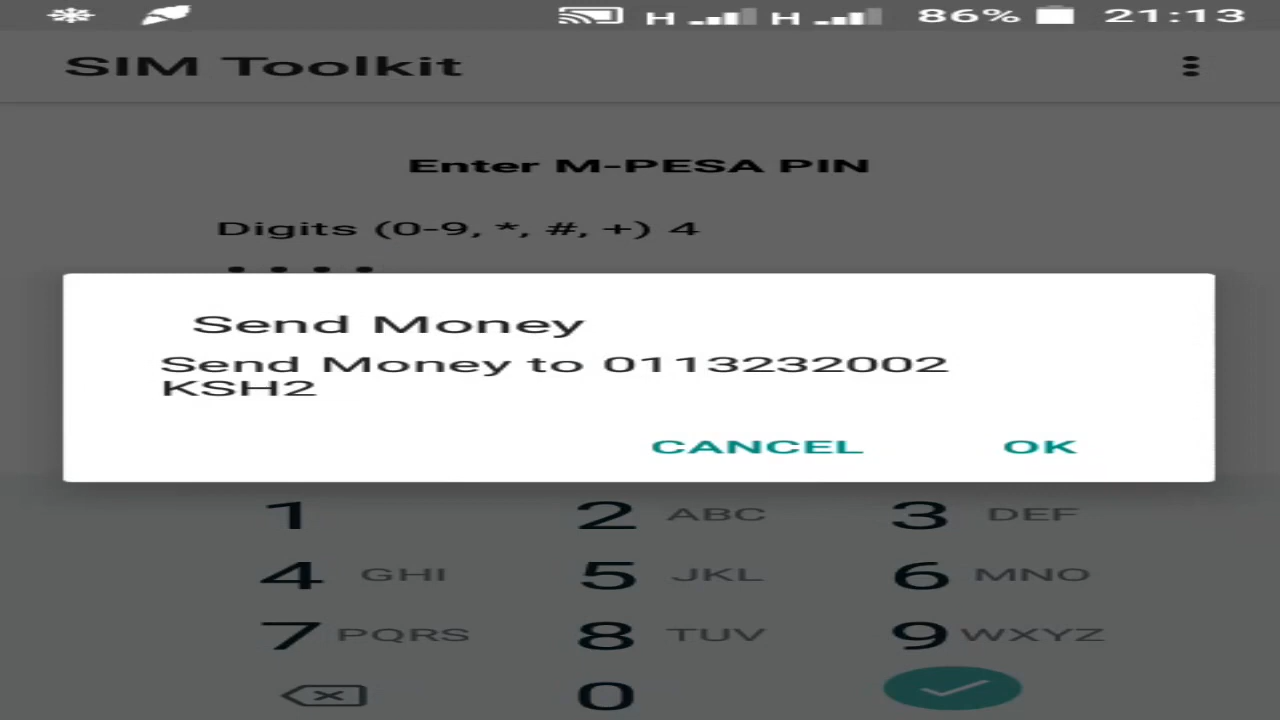 H H 86% 21:13
SIM Toolkit
Enter M-PESA PIN
Digits (0-9, *, #, +) 4
Send Money
Send Money to 0113232002
KSH2
CANCEL OK
1 2 ABC 3 DEF
4 GHI 5 JKL 6 MNO
7 PQRS 8 TUV 9 WXYZ
0